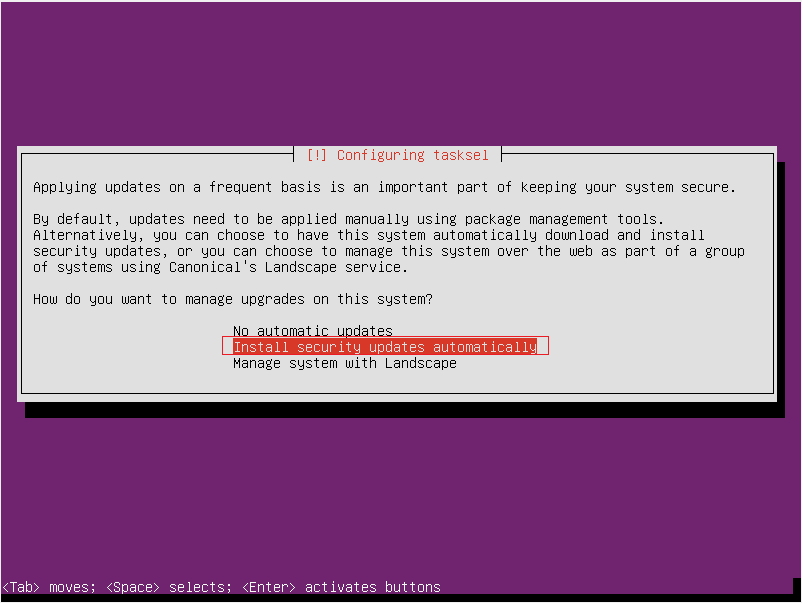 [!] Configuring tasksel
Applying updates on a frequent basis is an important part of keeping your system secure.
By default, updates need to be applied manually using package management tools.
Alternatively, you can choose to have this system automatically download and install
security updates, or you can choose to manage this system over the web as part of a group
of systems using Canonical's Landscape service.
How do you want to manage upgrades on this system?
No automatic updates
Install security updates automatically
Manage system with Landscape
<Tab> moves; <Space> selects; <Enter> activates buttons